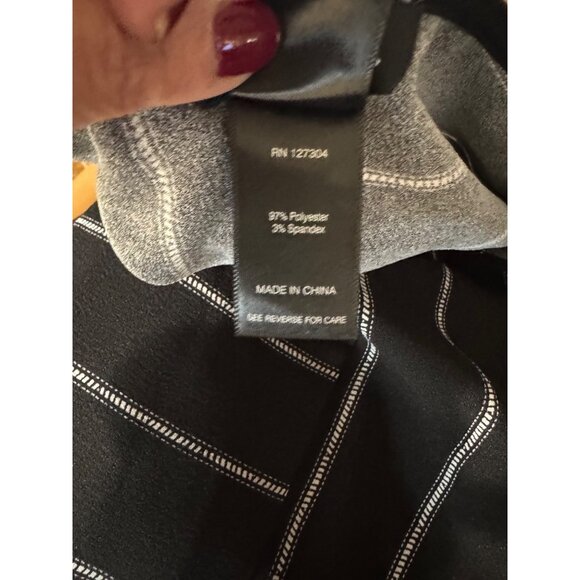 RN 127304
97% Polyester
3% Spandex
MADE IN CHINA
SEE REVERSE FOR CARE